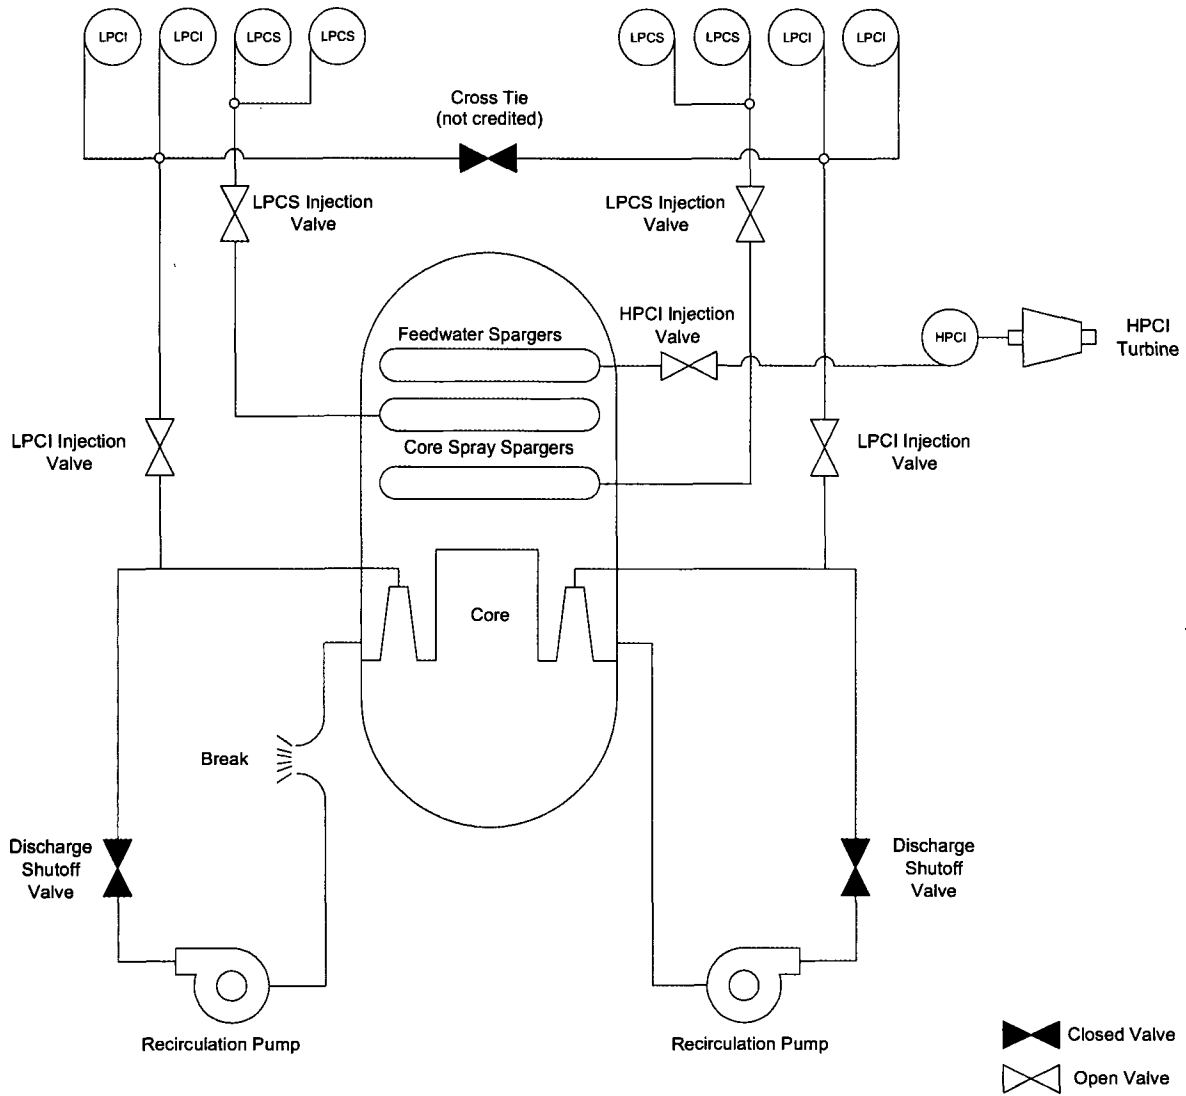 LPCI
LPCI
LPCS
LPCS
LPCS
LPCS
LPCI
LPCI
Cross Tie
(not credited)
LPCS Injection
Valve
LPCS Injection
Valve
HPCI Injection
Valve
HPCI
HPCI
Turbine
Feedwater Spargers
Core Spray Spargers
LPCI Injection
Valve
LPCI Injection
Valve
Core
Break
Discharge
Shutoff
Valve
Discharge
Shutoff
Valve
Recirculation Pump
Recirculation Pump
Closed Valve
Open Valve